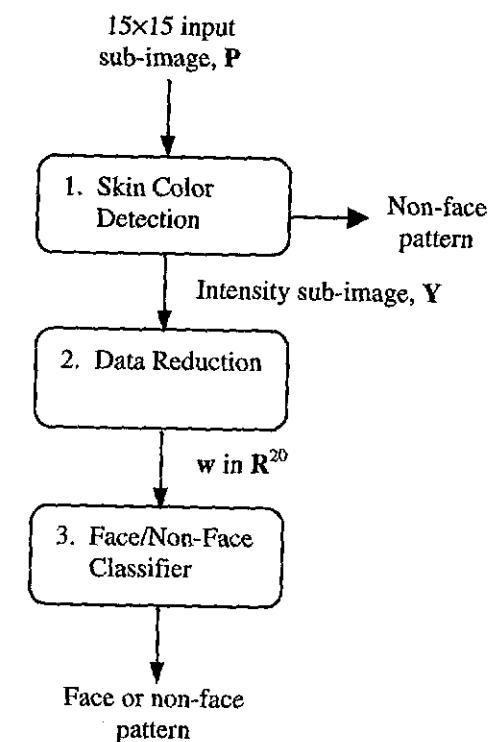 15×15 input
sub-image, P
1. Skin Color
Detection
Non-face
pattern
Intensity sub-image, Y
2. Data Reduction
w in R²⁰
3. Face/Non-Face
Classifier
Face or non-face
pattern